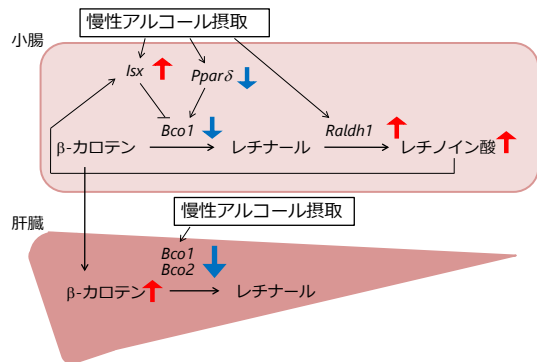 慢性アルコール摂取
小腸
Isx
Pparδ
Bco1
Raldh1
β-カロテン
レチナール
レチノイン酸
慢性アルコール摂取
肝臓
Bco1
Bco2
β-カロテン
レチナール